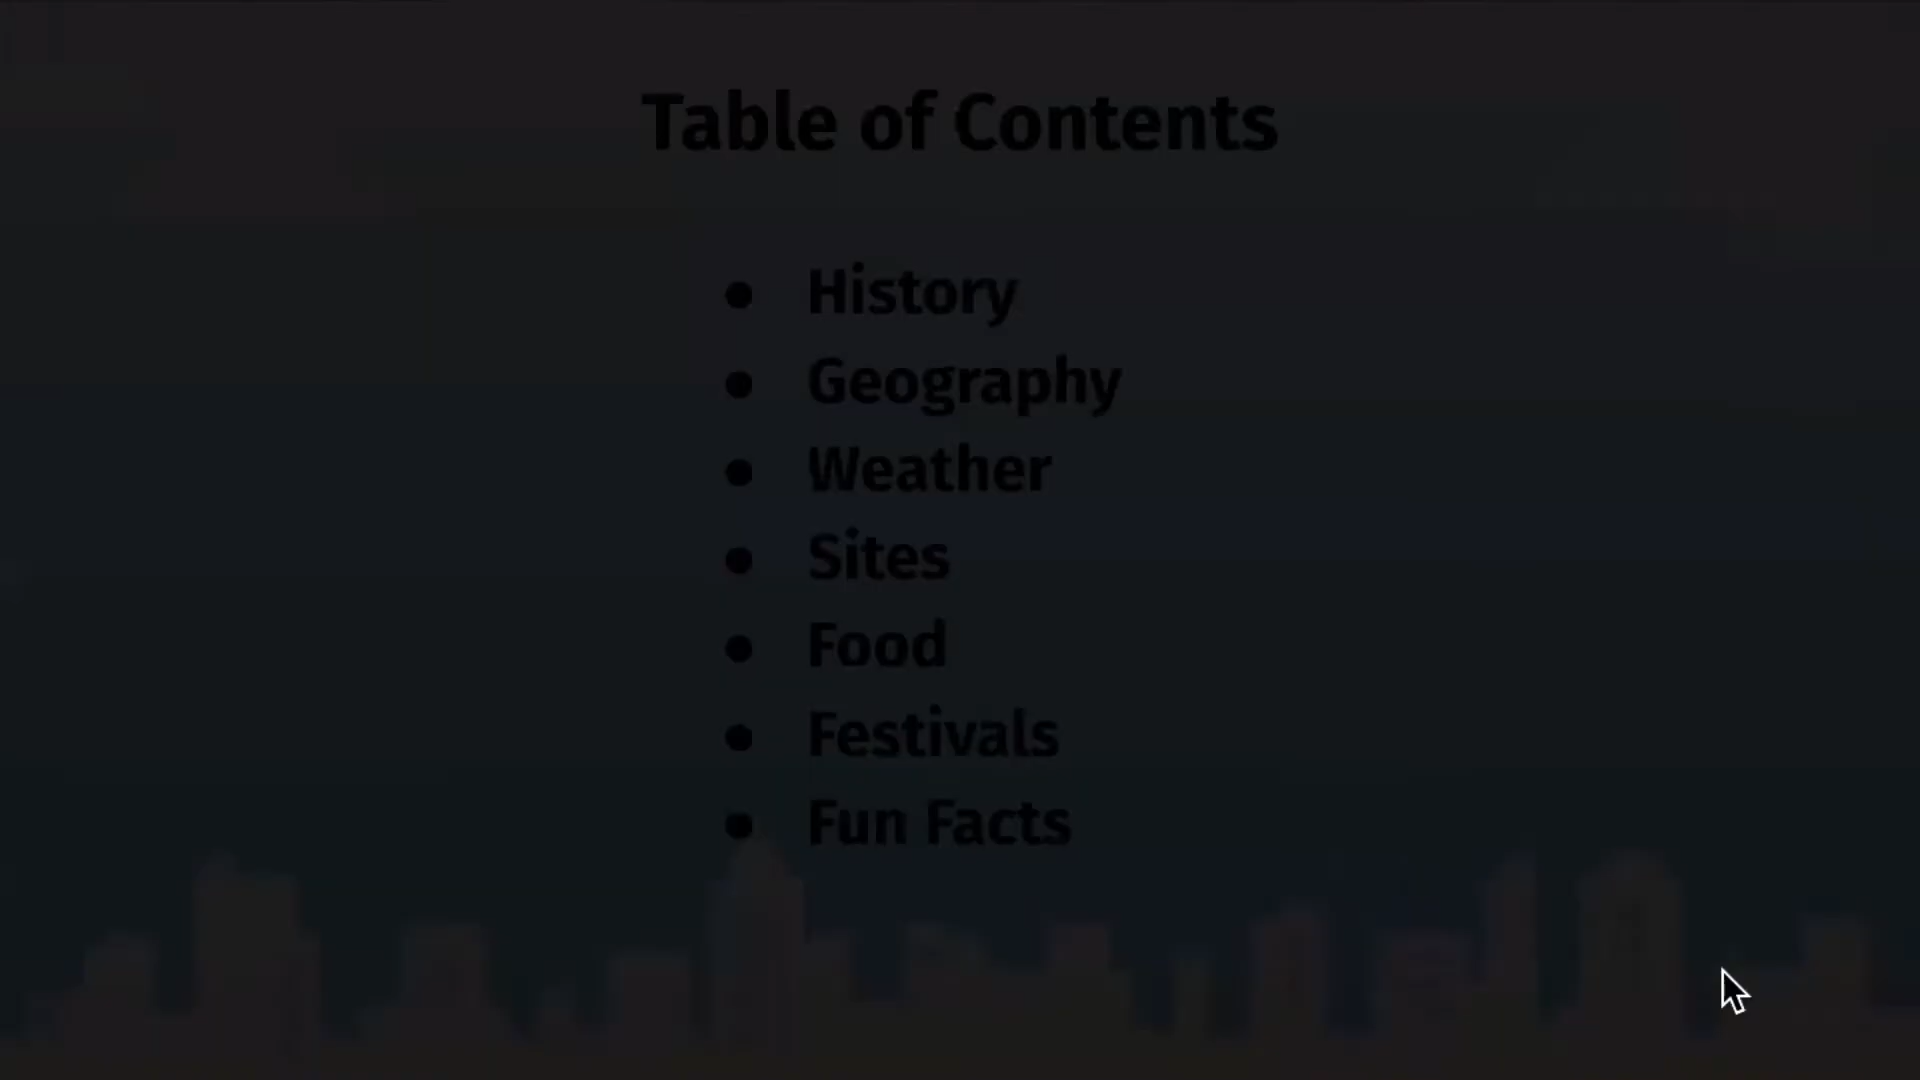 Table of Contents
● History
● Geography
● Weather
● Sites
● Food
● Festivals
● Fun Facts